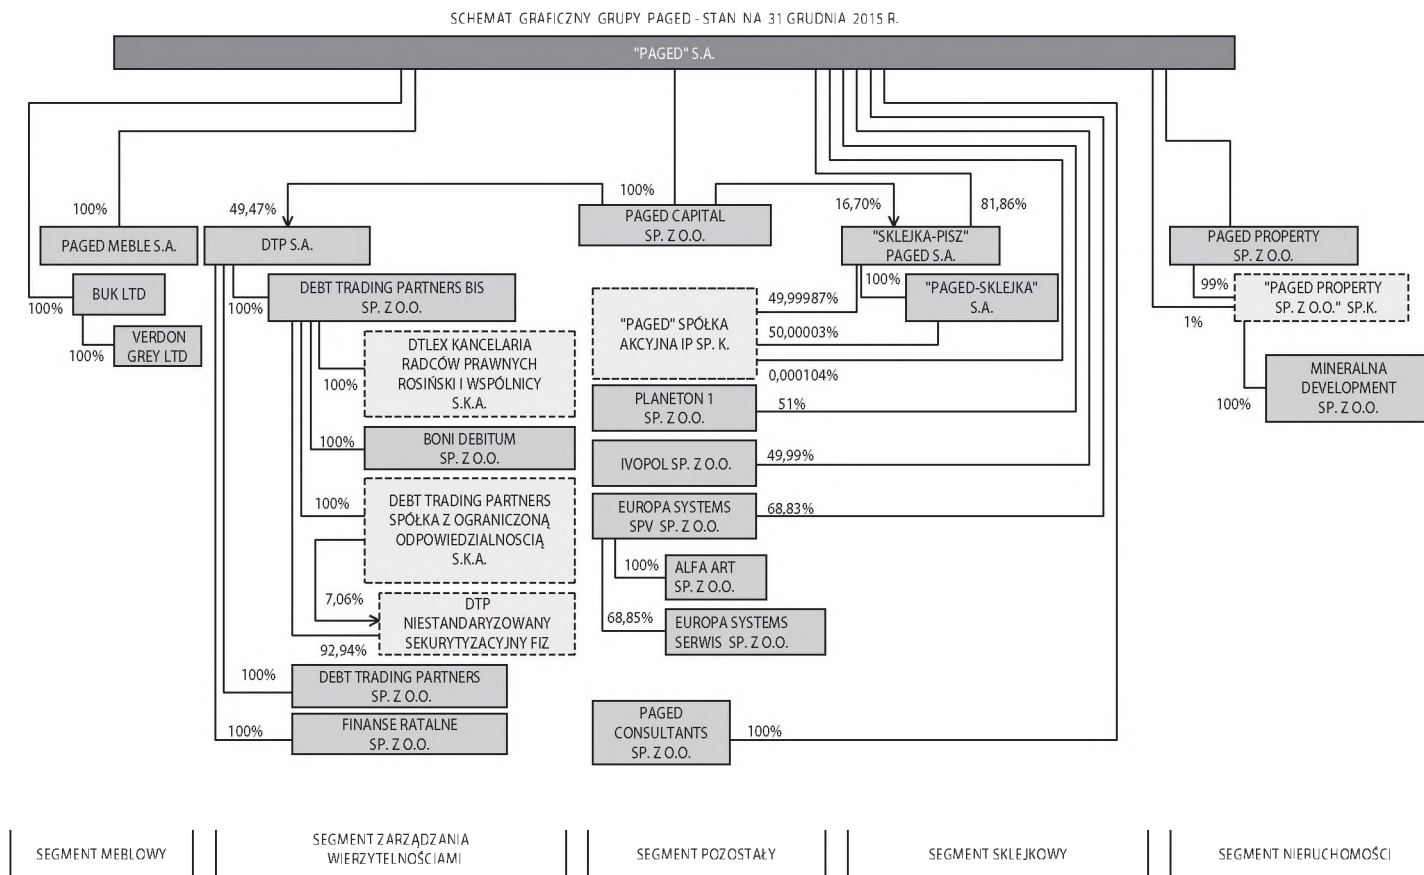 SCHEMAT GRAFICZNY GRUPY PAGED - STAN NA 31 GRUDNIA 2015 R.
"PAGED" S.A.
100%
PAGED MEBLE S.A.
100%
BUK LTD
100%
VERDON
GREY LTD
49,47%
DTP S.A.
100%
DEBT TRADING PARTNERS BIS
SP. Z O.O.
100%
DTLEX KANCELARIA
RADCÓW PRAWNYCH
ROSIŃSKI I WSPÓLNICY
S.K.A.
100%
BONI DEBITUM
SP. Z O.O.
100%
DEBT TRADING PARTNERS
SPÓŁKA Z OGRANICZONĄ
ODPOWIEDZIALNOSCIĄ
S.K.A.
7,06%
DTP
NIESTANDARYZOWANY
SEKURYTYZACYJNY FIZ
92,94%
100%
DEBT TRADING PARTNERS
SP. Z O.O.
100%
FINANSE RATALNE
SP. Z O.O.
100%
PAGED CAPITAL
SP. Z O.O.
16,70%
81,86%
"SKLEJKA-PISZ"
PAGED S.A.
100%
"PAGED-SKLEJKA"
S.A.
"PAGED" SPÓŁKA
AKCYJNA IP SP. K.
49,99987%
50,00003%
0,000104%
PLANETON 1
SP. Z O.O.
51%
IVOPOL SP. Z O.O.
49,99%
EUROPA SYSTEMS
SPV SP. Z O.O.
68,83%
100%
ALFA ART
SP. Z O.O.
68,85%
EUROPA SYSTEMS
SERWIS SP. Z O.O.
PAGED
CONSULTANTS
SP. Z O.O.
100%
PAGED PROPERTY
SP. Z O.O.
99%
"PAGED PROPERTY
SP. Z O.O." SP.K.
1%
100%
MINERALNA
DEVELOPMENT
SP. Z O.O.
SEGMENT MEBLOWY
SEGMENT ZARZĄDZANIA
WIERZYTELNOŚCIAMI
SEGMENT POZOSTAŁY
SEGMENT SKLEJKOWY
SEGMENT NIERUCHOMOŚCI